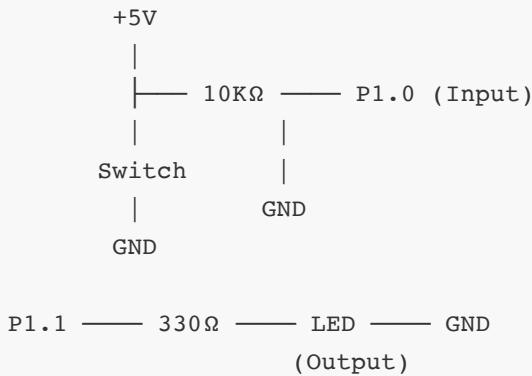 +5V
10KΩ P1.0 (Input)
Switch
GND
GND
P1.1 330Ω LED GND
(Output)